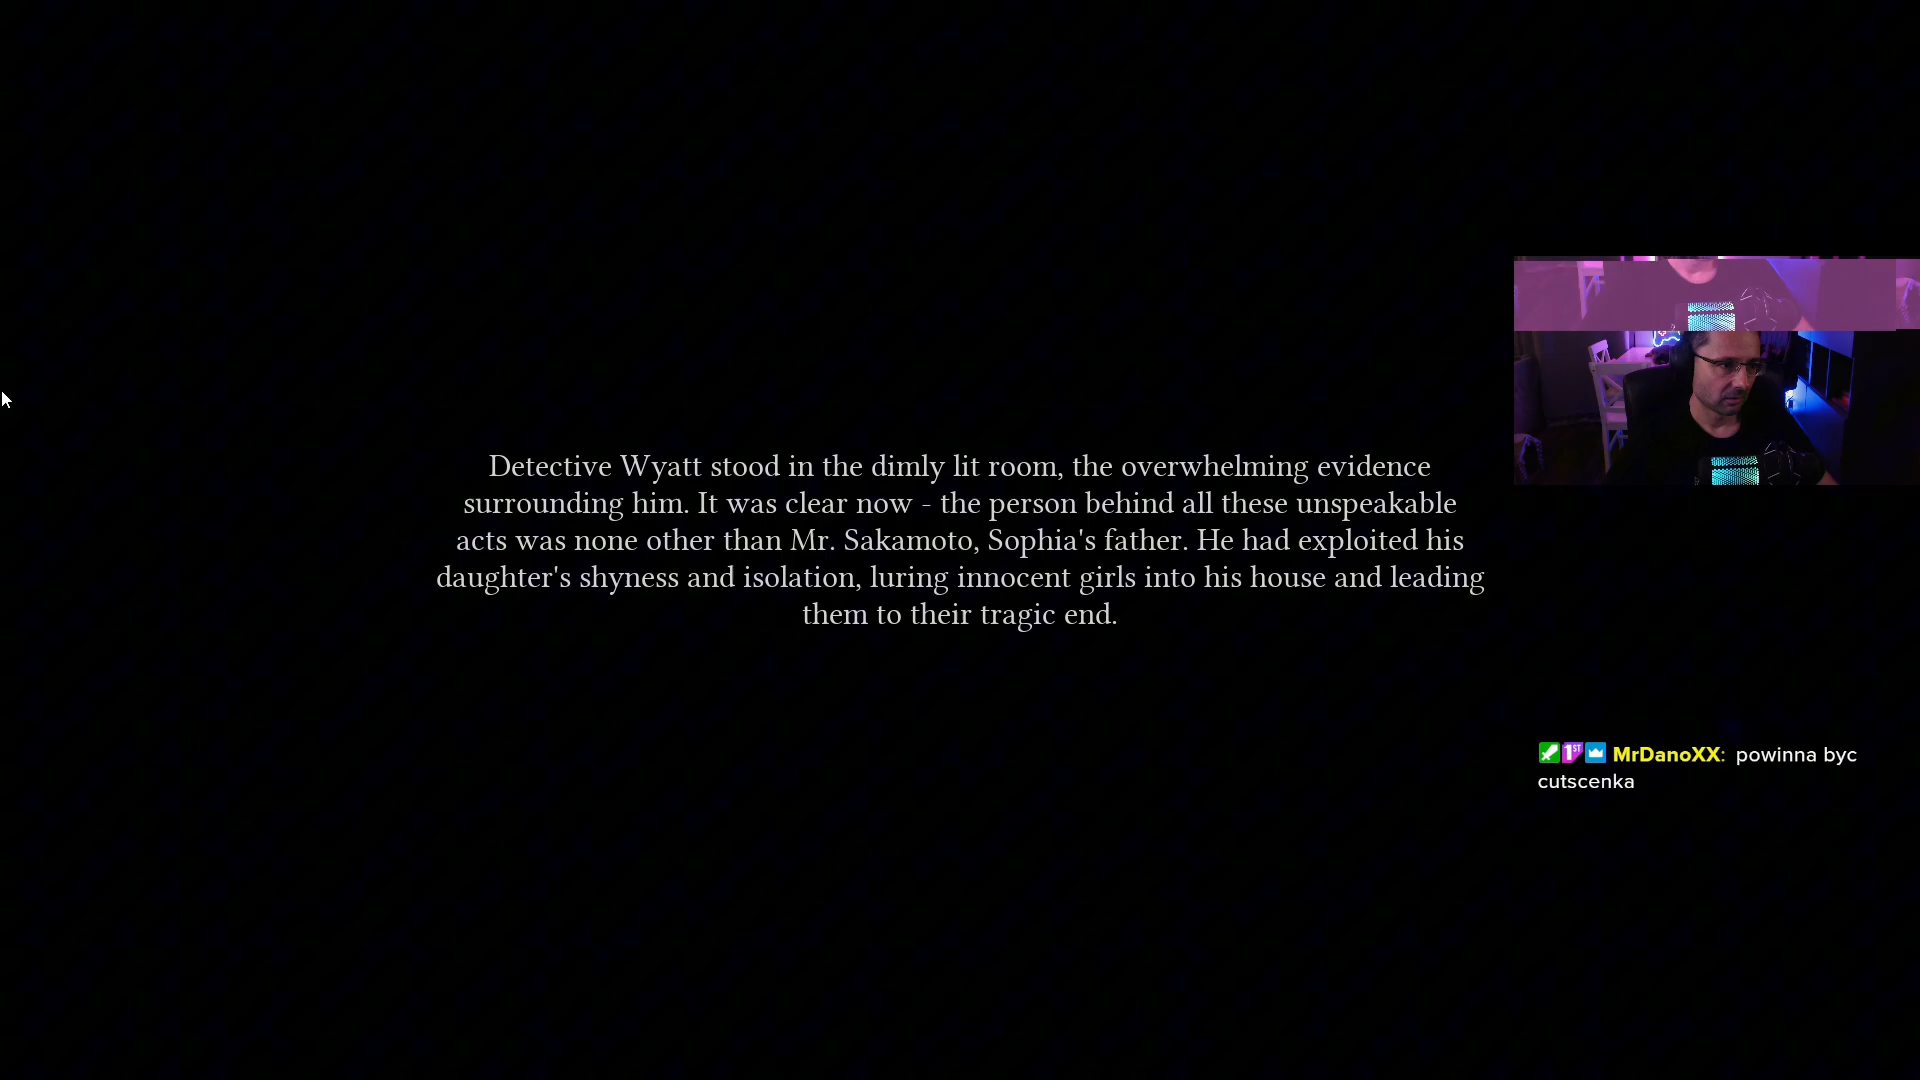 Detective Wyatt stood in the dimly lit room, the overwhelming evidence
surrounding him. It was clear now - the person behind all these unspeakable
acts was none other than Mr. Sakamoto, Sophia's father. He had exploited his
daughter's shyness and isolation, luring innocent girls into his house and leading
them to their tragic end.
1ST MrDanoXX: powinna byc
cutscenka